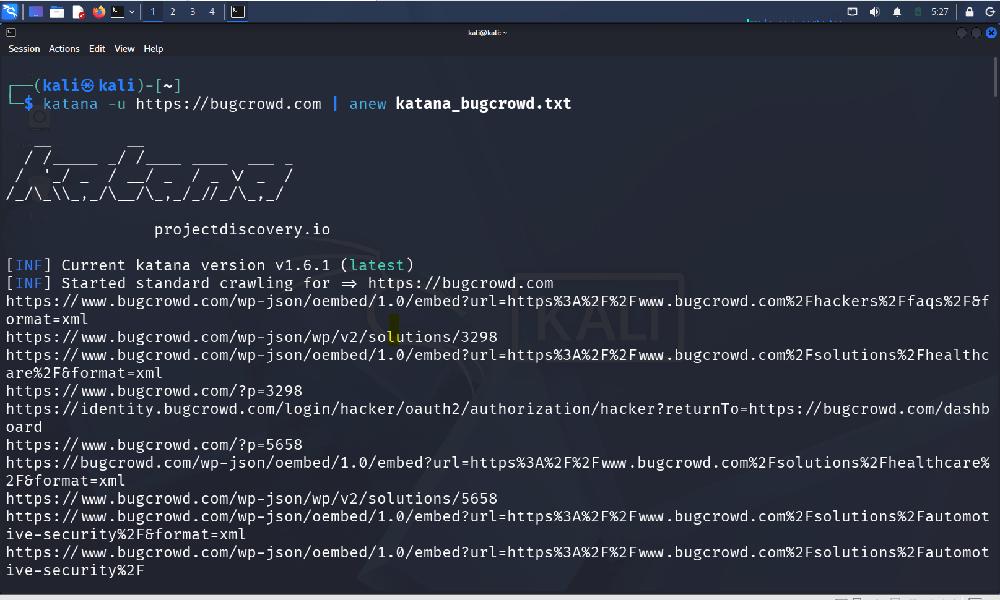 1 2 3 4 5:27
kali@kali: ~
Session Actions Edit View Help
┌──(kali㉿kali)-[~]
└─$ katana -u https://bugcrowd.com | anew katana_bugcrowd.txt
   __        __
  / /_____ _/ /____ ____  ___ _
 /  '_/ _  / __/ _  / _ \/ _  /
/_/\_\\_,_/\__/\_,_/_//_/\_,_/
projectdiscovery.io
[INF] Current katana version v1.6.1 (latest)
[INF] Started standard crawling for => https://bugcrowd.com
https://www.bugcrowd.com/wp-json/oembed/1.0/embed?url=https%3A%2F%2Fwww.bugcrowd.com%2Fhackers%2Ffaqs%2F&f
ormat=xml
https://www.bugcrowd.com/wp-json/wp/v2/solutions/3298
https://www.bugcrowd.com/wp-json/oembed/1.0/embed?url=https%3A%2F%2Fwww.bugcrowd.com%2Fsolutions%2Fhealthc
are%2F&format=xml
https://www.bugcrowd.com/?p=3298
https://identity.bugcrowd.com/login/hacker/oauth2/authorization/hacker?returnTo=https://bugcrowd.com/dashb
oard
https://www.bugcrowd.com/?p=5658
https://bugcrowd.com/wp-json/oembed/1.0/embed?url=https%3A%2F%2Fwww.bugcrowd.com%2Fsolutions%2Fhealthcare%
2F&format=xml
https://www.bugcrowd.com/wp-json/wp/v2/solutions/5658
https://www.bugcrowd.com/wp-json/oembed/1.0/embed?url=https%3A%2F%2Fwww.bugcrowd.com%2Fsolutions%2Fautomot
ive-security%2F&format=xml
https://www.bugcrowd.com/wp-json/oembed/1.0/embed?url=https%3A%2F%2Fwww.bugcrowd.com%2Fsolutions%2Fautomot
ive-security%2F
KALI
Trash